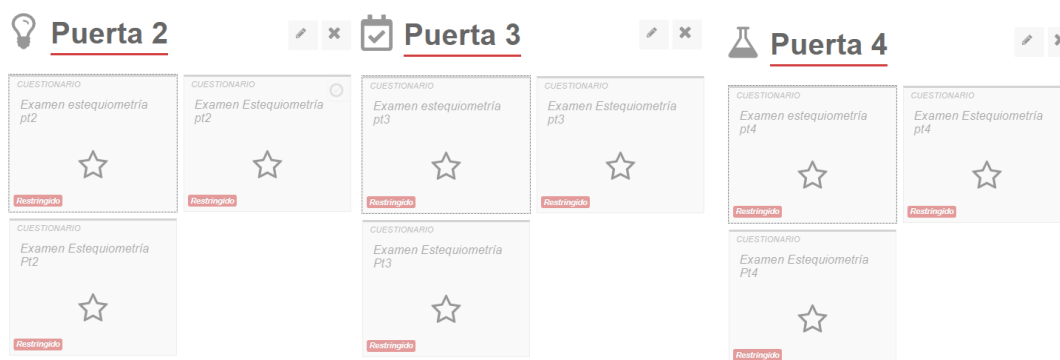 Puerta 2
CUESTIONARIO
Examen estequiometría
pt2
Restringido
CUESTIONARIO
Examen Estequiometría
pt2
Restringido
CUESTIONARIO
Examen Estequiometría
Pt2
Restringido
Puerta 3
CUESTIONARIO
Examen estequiometría
pt3
Restringido
CUESTIONARIO
Examen Estequiometría
pt3
Restringido
CUESTIONARIO
Examen Estequiometría
Pt3
Restringido
Puerta 4
CUESTIONARIO
Examen estequiometría
pt4
Restringido
CUESTIONARIO
Examen Estequiometría
pt4
Restringido
CUESTIONARIO
Examen Estequiometría
Pt4
Restringido